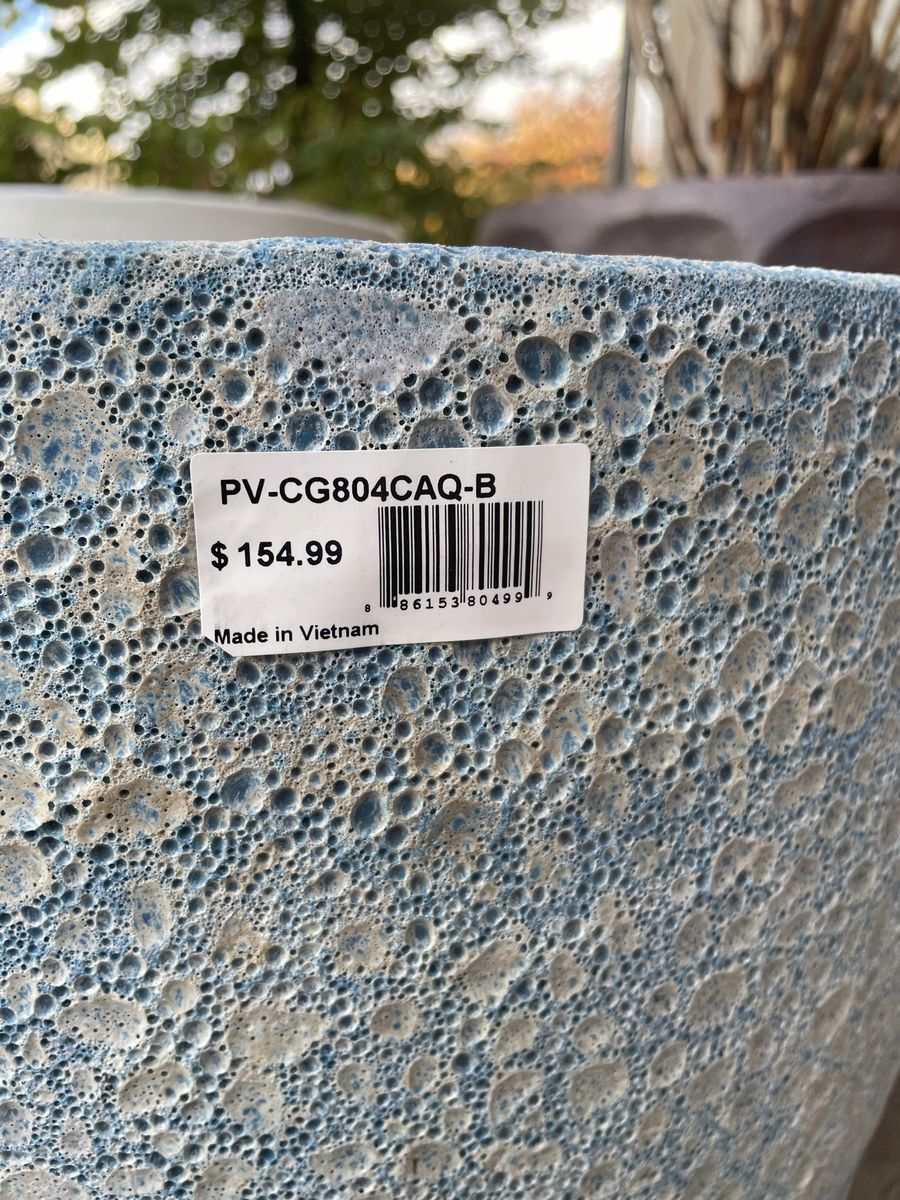 PV-CG804CAQ-B
$ 154.99
8 86153 80499 9
Made in Vietnam